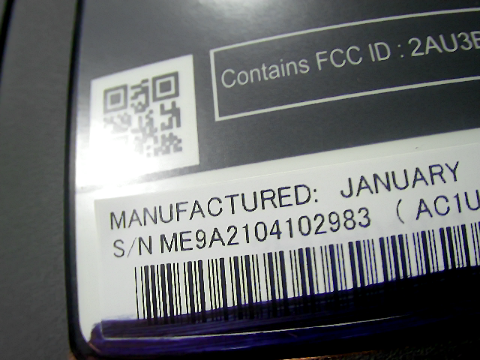 Contains FCC ID : 2AU3
MANUFACTURED: JANUARY
S/N ME9A2104102983 ( AC1U